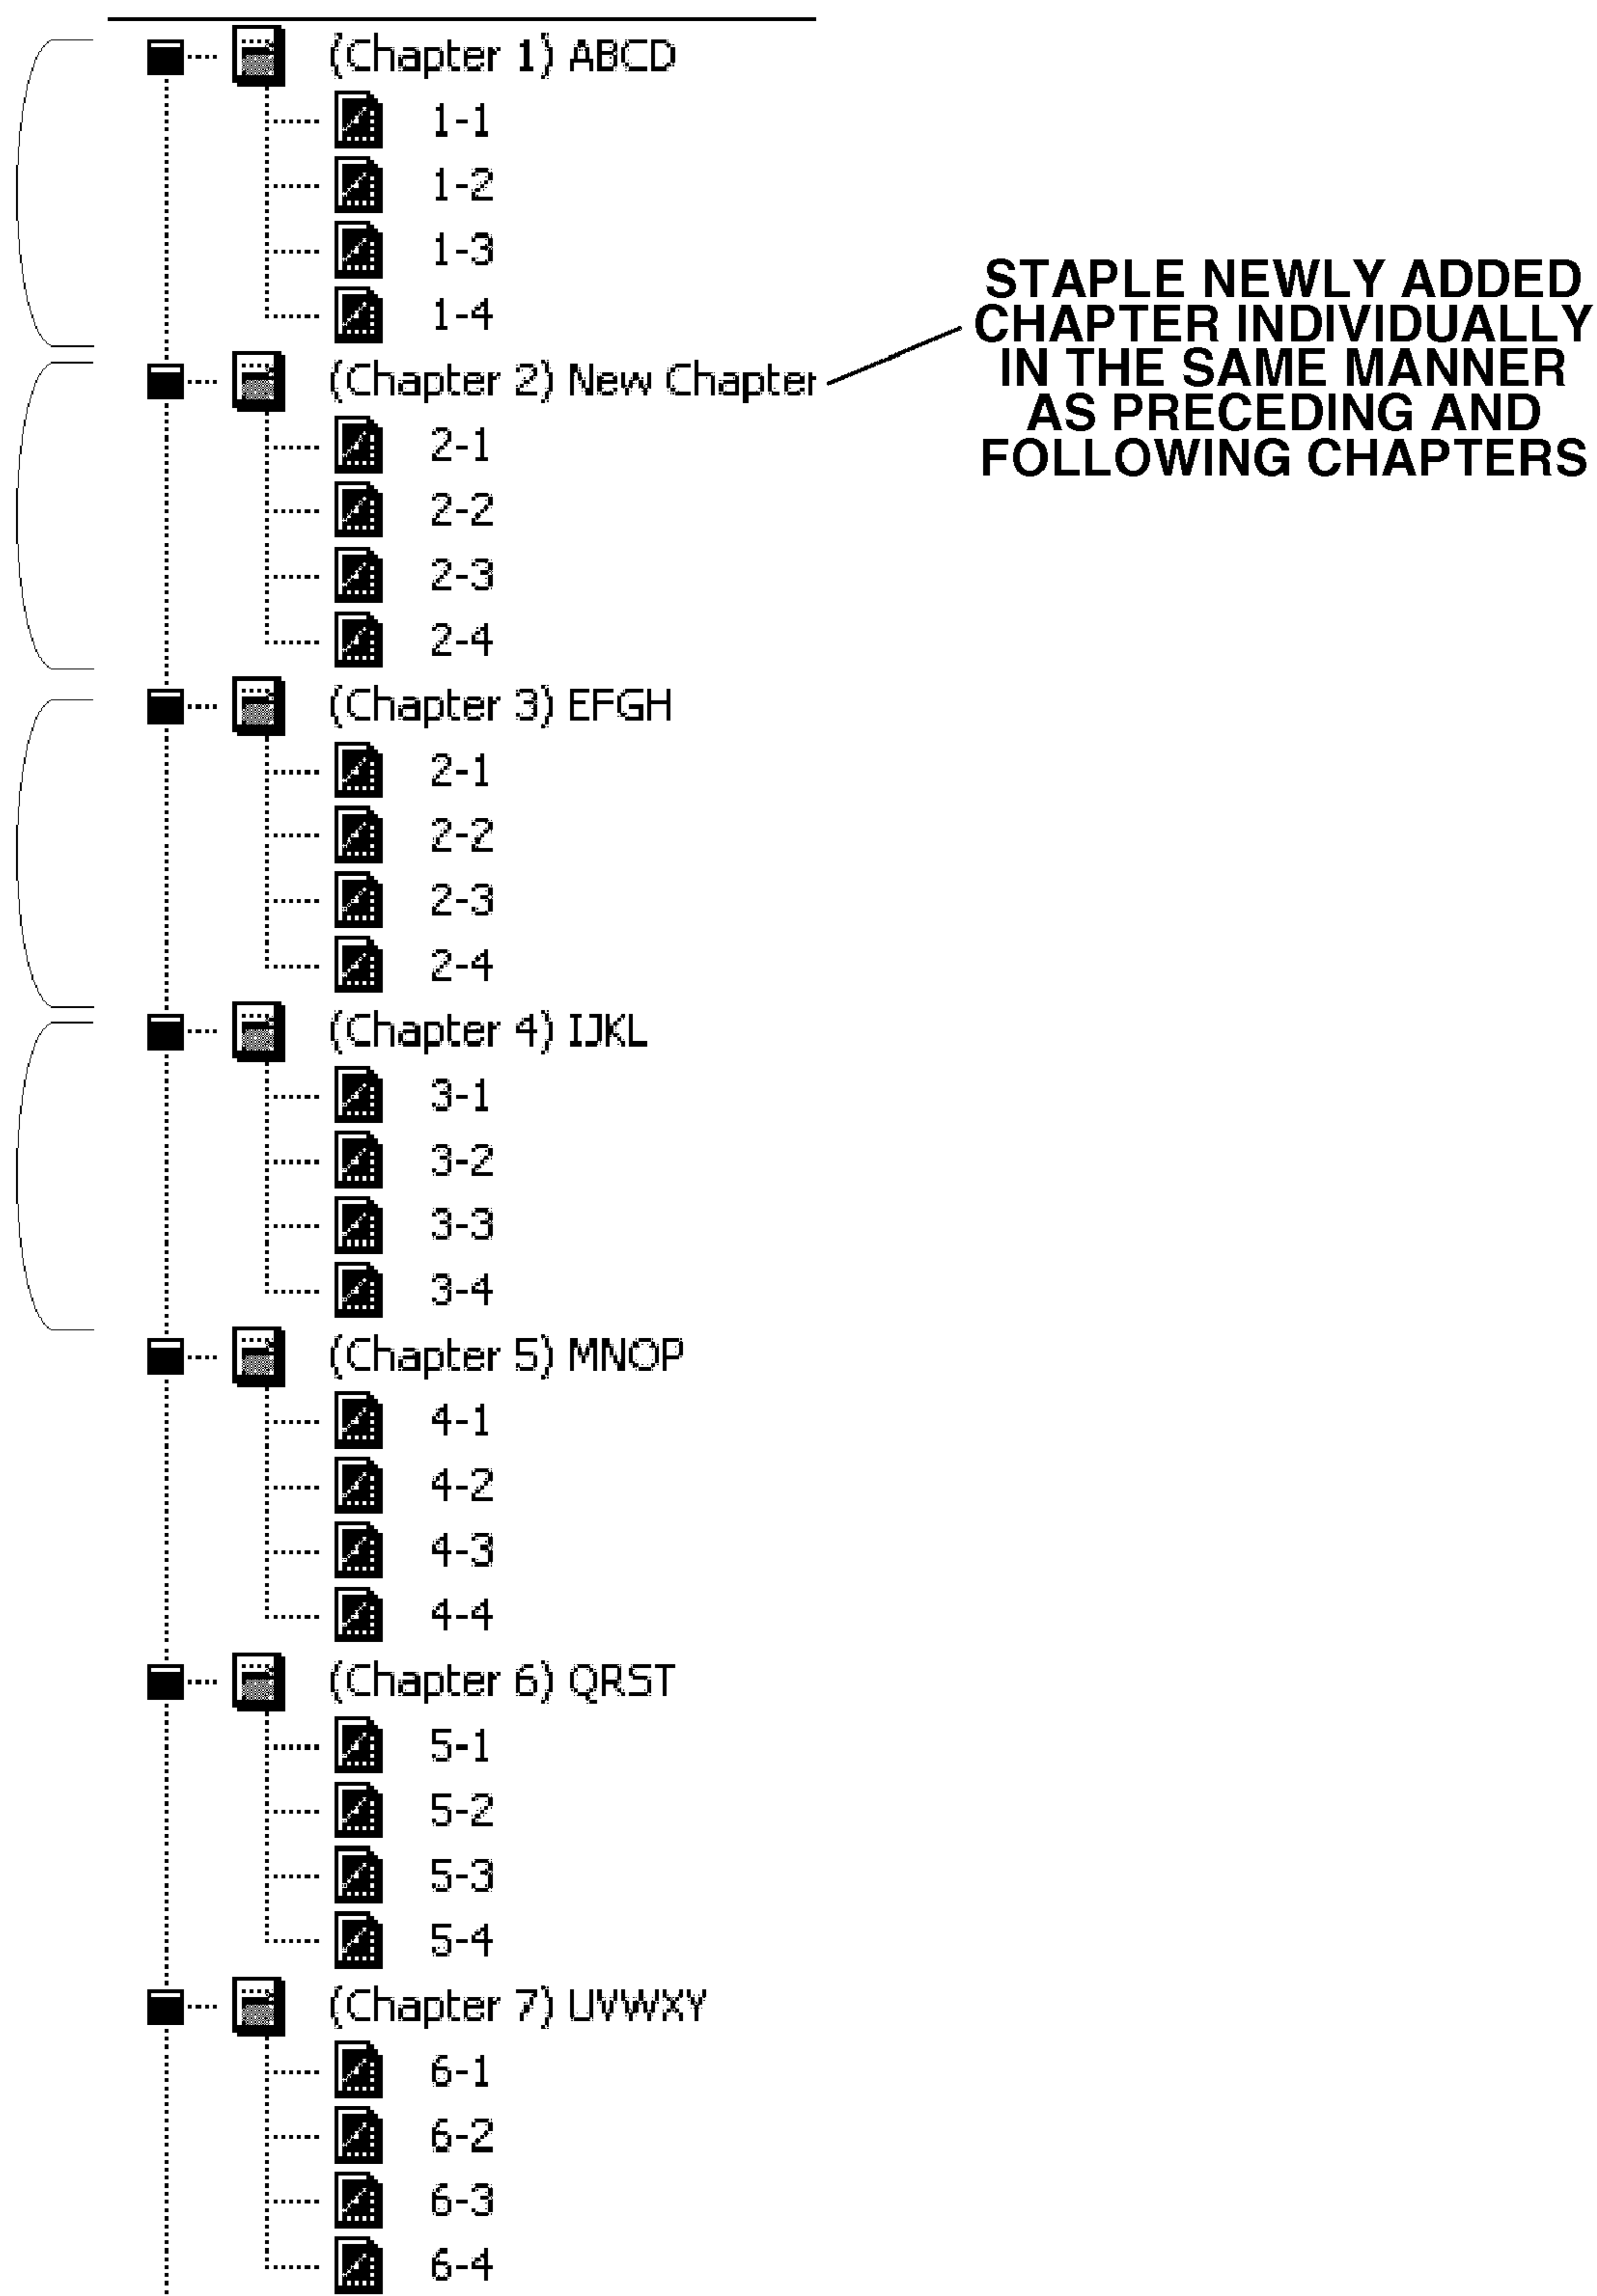 (Chapter 1) ABCD
1-1
1-2
1-3
1-4
(Chapter 2) New Chapter
STAPLE NEWLY ADDED
CHAPTER INDIVIDUALLY
IN THE SAME MANNER
AS PRECEDING AND
FOLLOWING CHAPTERS
2-1
2-2
2-3
2-4
(Chapter 3) EFGH
2-1
2-2
2-3
2-4
(Chapter 4) IJKL
3-1
3-2
3-3
3-4
(Chapter 5) MNOP
4-1
4-2
4-3
4-4
(Chapter 6) QRST
5-1
5-2
5-3
5-4
(Chapter 7) UVWXY
6-1
6-2
6-3
6-4